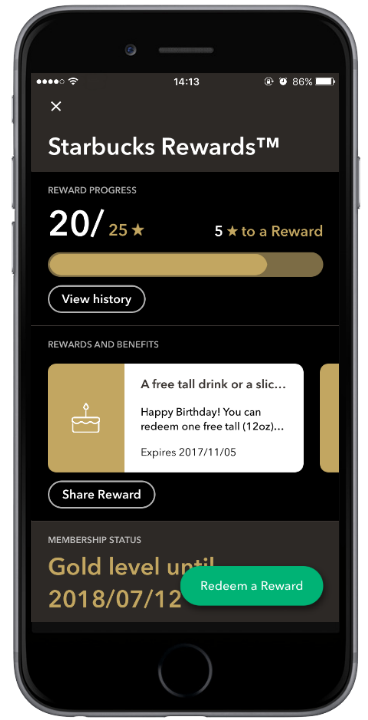 14:13
86%
Starbucks Rewards™
REWARD PROGRESS
20/ 25 ★
5 ★ to a Reward
View history
REWARDS AND BENEFITS
A free tall drink or a slic...
Happy Birthday! You can
redeem one free tall (12oz)...
Expires 2017/11/05
Share Reward
MEMBERSHIP STATUS
Gold level until
2018/07/12
Redeem a Reward